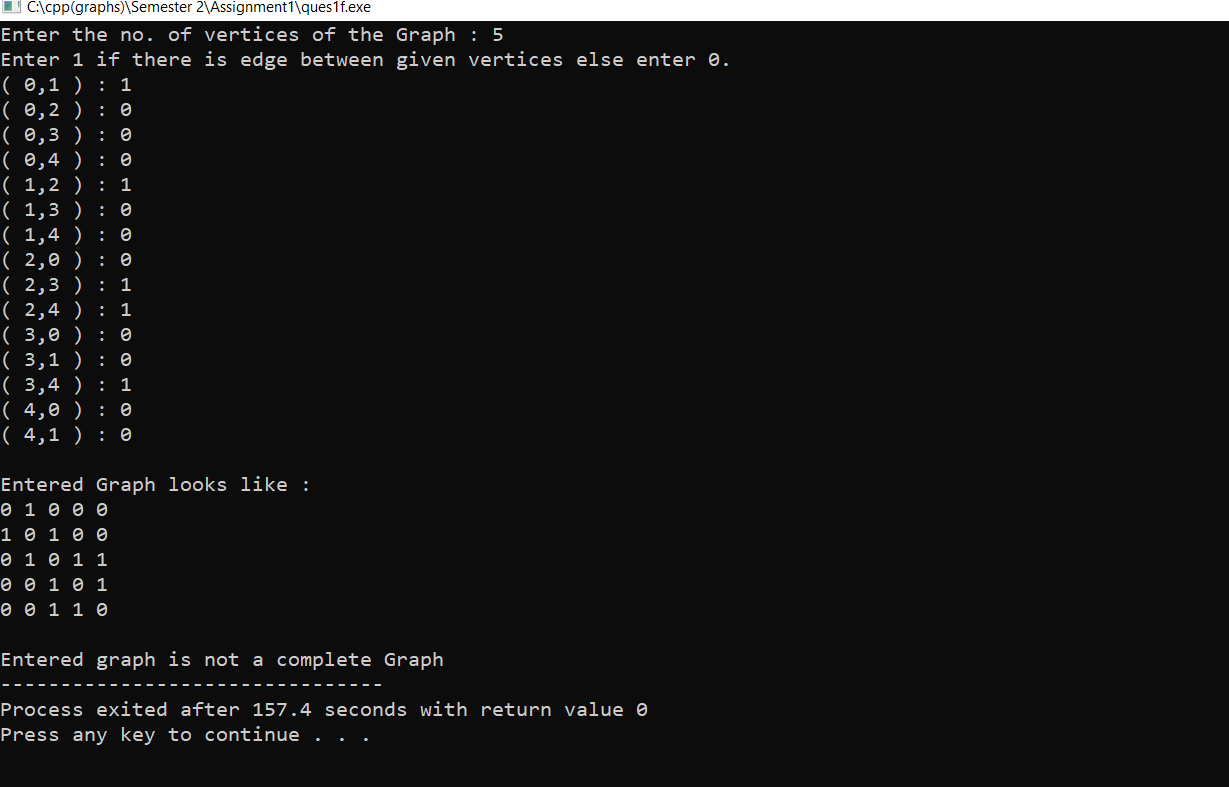 C:\cpp(graphs)\Semester 2\Assignment1\ques1f.exe
Enter the no. of vertices of the Graph : 5
Enter 1 if there is edge between given vertices else enter 0.
( 0,1 ) : 1
( 0,2 ) : 0
( 0,3 ) : 0
( 0,4 ) : 0
( 1,2 ) : 1
( 1,3 ) : 0
( 1,4 ) : 0
( 2,0 ) : 0
( 2,3 ) : 1
( 2,4 ) : 1
( 3,0 ) : 0
( 3,1 ) : 0
( 3,4 ) : 1
( 4,0 ) : 0
( 4,1 ) : 0
Entered Graph looks like :
0 1 0 0 0
1 0 1 0 0
0 1 0 1 1
0 0 1 0 1
0 0 1 1 0
Entered graph is not a complete Graph
--------------------------------
Process exited after 157.4 seconds with return value 0
Press any key to continue . . .